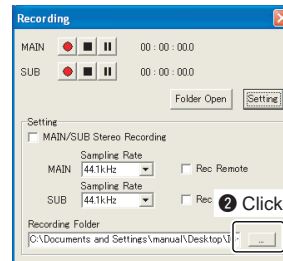 Recording
MAIN 00 : 00 : 00.0
SUB 00 : 00 : 00.0
Folder Open Setting
Setting
MAIN/SUB Stereo Recording
Sampling Rate
MAIN 44.1kHz Rec Remote
Sampling Rate
SUB 44.1kHz Rec
❷ Click
Recording Folder
C:\Documents and Settings\manual\Desktop\ ...